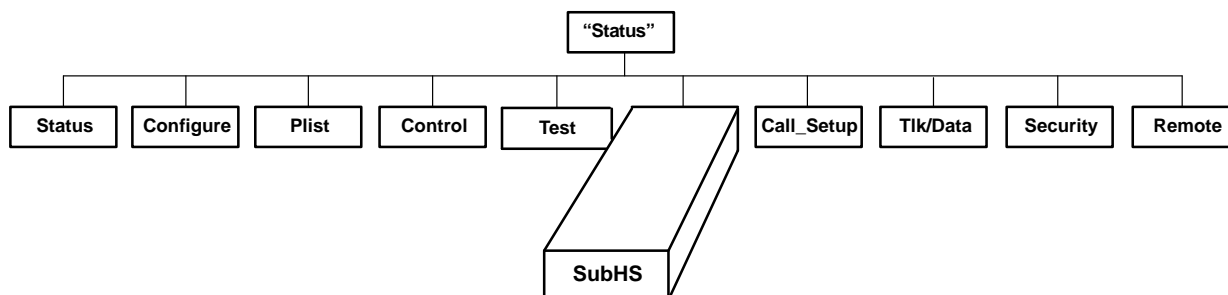 “Status”
Status
Configure
Plist
Control
Test
Call_Setup
Tlk/Data
Security
Remote
SubHS